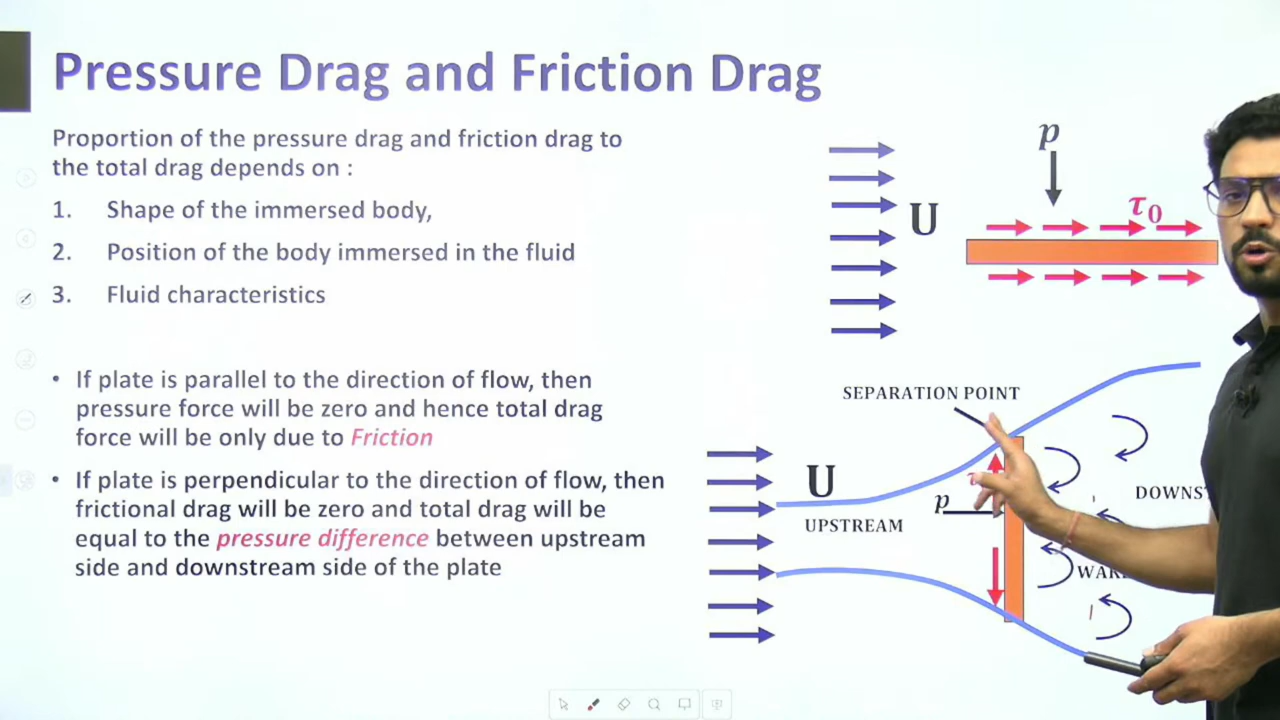 Pressure Drag and Friction Drag
Proportion of the pressure drag and friction drag to
the total drag depends on :
1. Shape of the immersed body,
2. Position of the body immersed in the fluid
3. Fluid characteristics
• If plate is parallel to the direction of flow, then
pressure force will be zero and hence total drag
force will be only due to Friction
• If plate is perpendicular to the direction of flow, then
frictional drag will be zero and total drag will be
equal to the pressure difference between upstream
side and downstream side of the plate
p
τ0
U
SEPARATION POINT
U
p
UPSTREAM